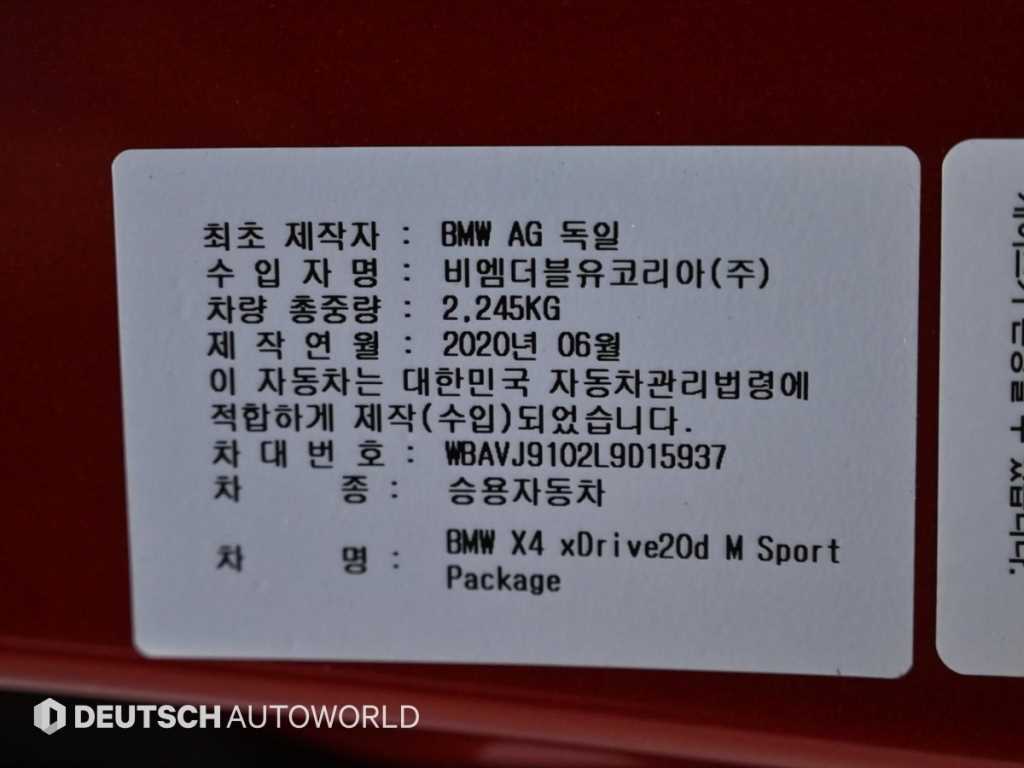 최초 제작자 : BMW AG 독일
수 입 자 명 : 비엠더블유코리아(주)
차량 총중량 : 2,245KG
제 작 연 월 : 2020년 06월
이 자동차는 대한민국 자동차관리법령에
적합하게 제작(수입)되었습니다.
차 대 번 호 : WBAVJ9102L9D15937
차 종 : 승용자동차
차 명 : BMW X4 xDrive20d M Sport
Package
있습니다.
DEUTSCH AUTOWORLD